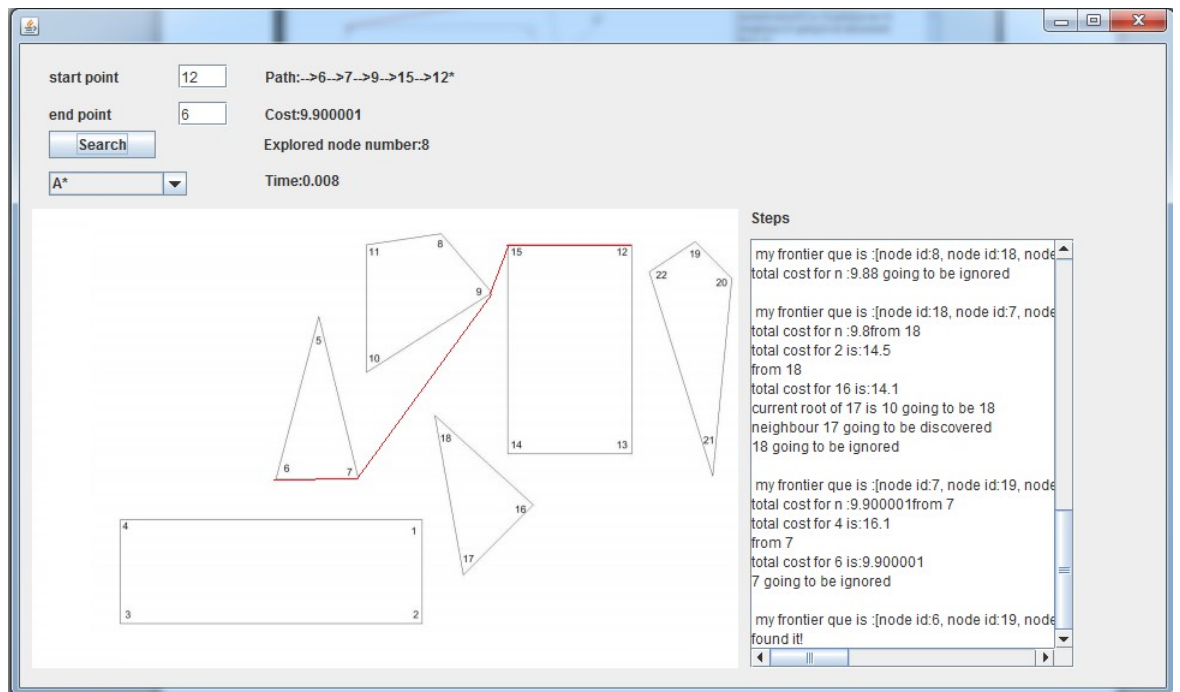 start point 12 Path:-->6-->7-->9-->15-->12*
end point 6 Cost:9.900001
Search Explored node number:8
A* Time:0.008
Steps
my frontier que is :[node id:8, node id:18, node
total cost for n :9.88 going to be ignored
my frontier que is :[node id:18, node id:7, node
total cost for n :9.8from 18
total cost for 2 is:14.5
from 18
total cost for 16 is:14.1
current root of 17 is 10 going to be 18
neighbour 17 going to be discovered
18 going to be ignored
my frontier que is :[node id:7, node id:19, node
total cost for n :9.900001from 7
total cost for 4 is:16.1
from 7
total cost for 6 is:9.900001
7 going to be ignored
my frontier que is :[node id:6, node id:19, node
found it!
11
8
9
10
5
6
7
15
12
14
13
19
22
20
21
18
16
17
4
1
3
2